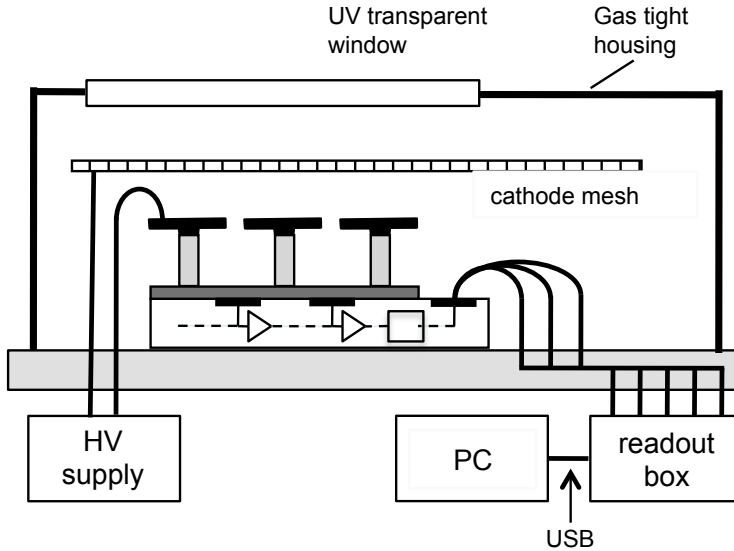 UV transparent
window
Gas tight
housing
cathode mesh
HV
supply
PC
readout
box
USB